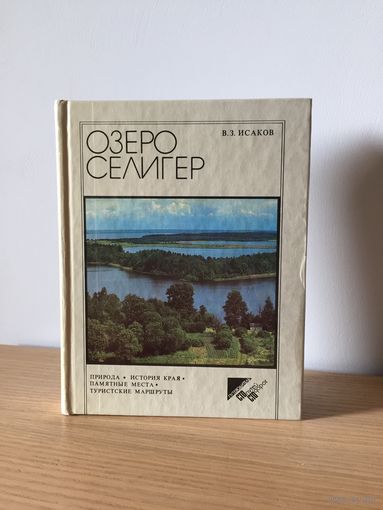 В.З. ИСАКОВ
ОЗЕРО
СЕЛИГЕР
ПРИРОДА • ИСТОРИЯ КРАЯ •
ПАМЯТНЫЕ МЕСТА •
ТУРИСТСКИЕ МАРШРУТЫ